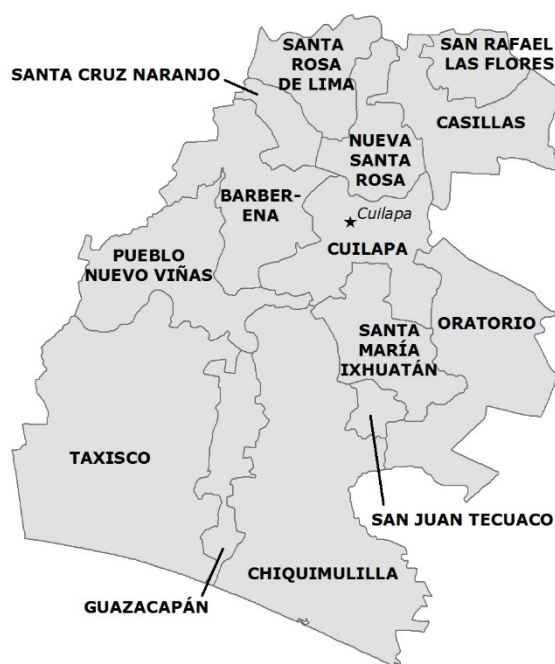 SANTA
ROSA
DE LIMA
SAN RAFAEL
LAS FLORES
SANTA CRUZ NARANJO
CASILLAS
NUEVA
SANTA
ROSA
BARBER-
ENA
Cuilapa
CUILAPA
PUEBLO
NUEVO VIÑAS
SANTA
MARÍA
IXHUATÁN
ORATORIO
TAXISCO
SAN JUAN TECUACO
CHIQUIMULILLA
GUAZACAPÁN